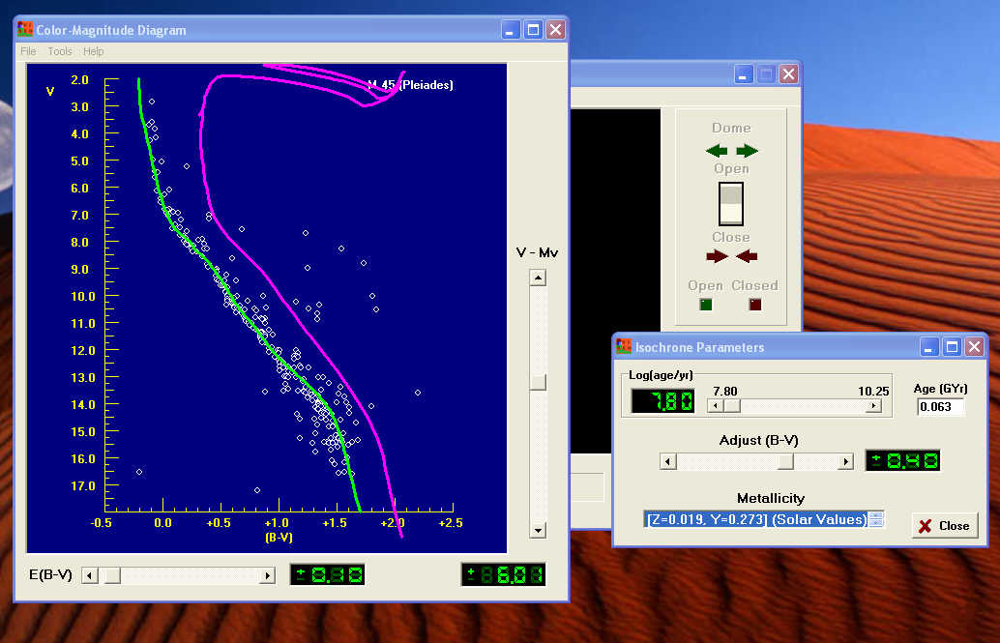 Color-Magnitude Diagram
File Tools Help
V
2.0
M 45 (Pleiades)
3.0
4.0
5.0
6.0
7.0
8.0
9.0
10.0
11.0
12.0
13.0
14.0
15.0
16.0
17.0
-0.5 0.0 +0.5 +1.0 +1.5 +2.0 +2.5
(B-V)
V - Mv
E(B-V)
+0.10
+6.01
Dome
Open
Close
Open Closed
Isochrone Parameters
Log(age/yr)
7.80
7.80 10.25
Age (GYr)
0.063
Adjust (B-V)
+0.40
Metallicity
[Z=0.019, Y=0.273] (Solar Values)
Close